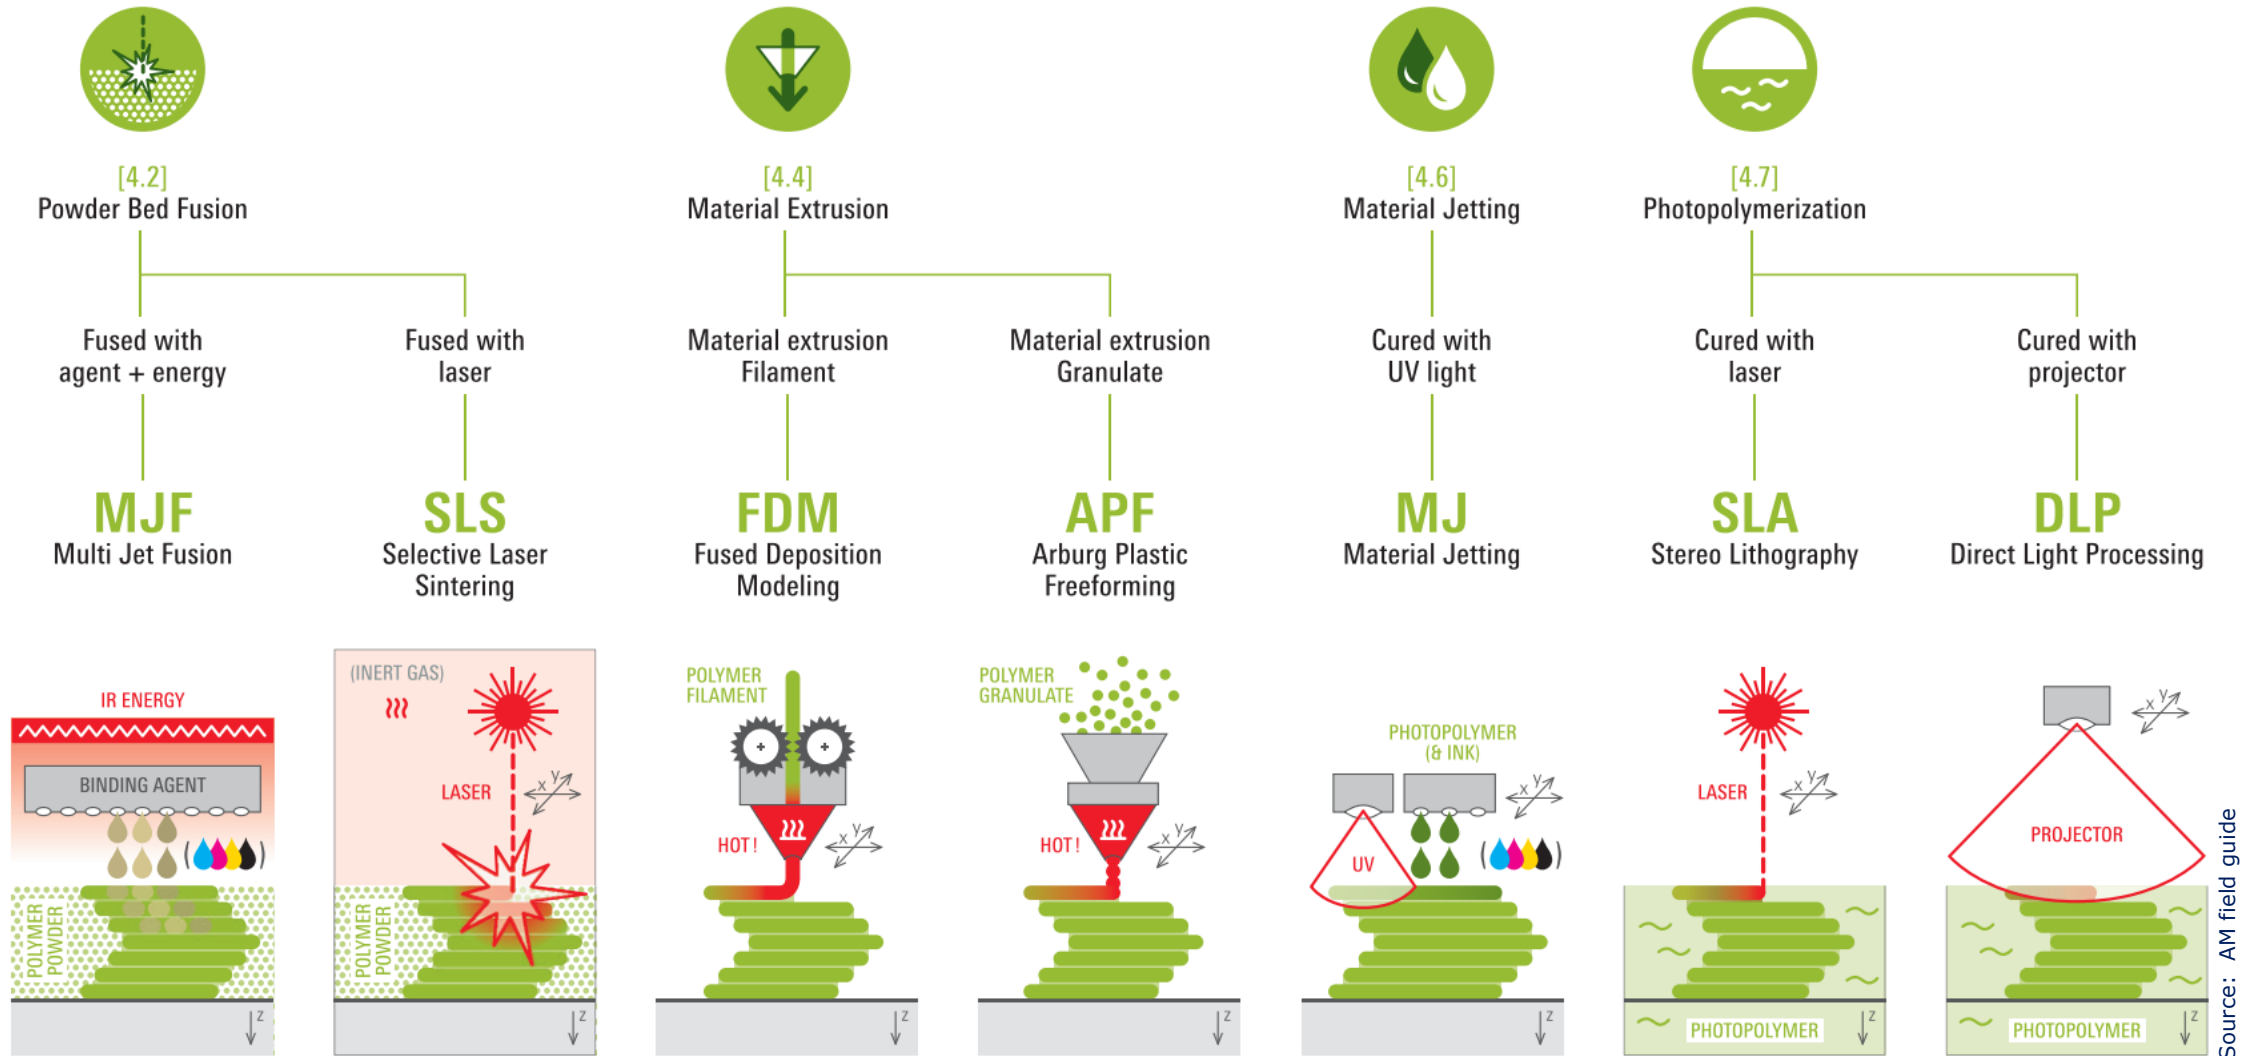 [4.2]
Powder Bed Fusion
[4.4]
Material Extrusion
[4.6]
Material Jetting
[4.7]
Photopolymerization
Fused with
agent + energy
Fused with
laser
Material extrusion
Filament
Material extrusion
Granulate
Cured with
UV light
Cured with
laser
Cured with
projector
MJF
Multi Jet Fusion
SLS
Selective Laser
Sintering
FDM
Fused Deposition
Modeling
APF
Arburg Plastic
Freeforming
MJ
Material Jetting
SLA
Stereo Lithography
DLP
Direct Light Processing
IR ENERGY
BINDING AGENT
POLYMER
POWDER
z
(INERT GAS)
LASER
x y
POLYMER
POWDER
z
POLYMER
FILAMENT
HOT!
x y
z
POLYMER
GRANULATE
HOT!
x y
z
PHOTOPOLYMER
(& INK)
x y
UV
z
LASER
x y
PHOTOPOLYMER
z
x y
PROJECTOR
PHOTOPOLYMER
z
Source: AM field guide